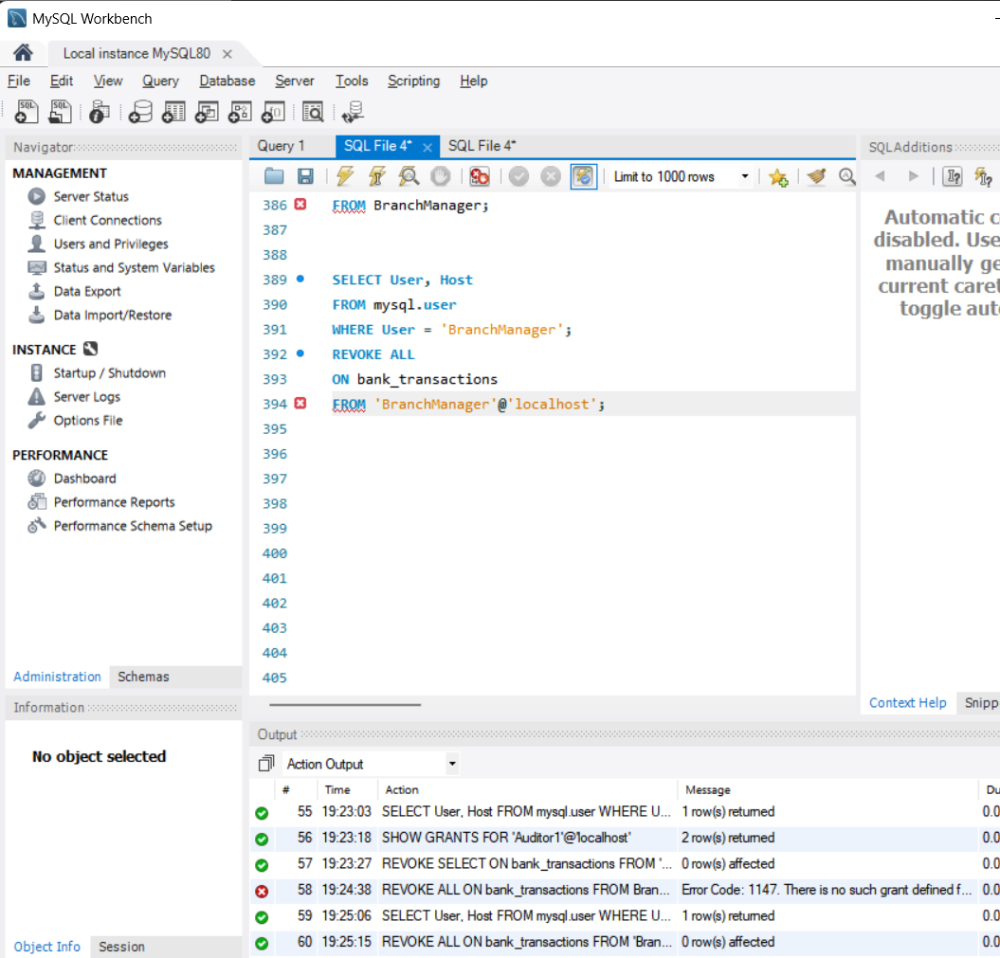 MySQL Workbench
Local instance MySQL80
File Edit View Query Database Server Tools Scripting Help
Navigator
MANAGEMENT
Server Status
Client Connections
Users and Privileges
Status and System Variables
Data Export
Data Import/Restore
INSTANCE
Startup / Shutdown
Server Logs
Options File
PERFORMANCE
Dashboard
Performance Reports
Performance Schema Setup
Administration Schemas
Information
No object selected
Object Info Session
Query 1 SQL File 4* SQL File 4*
Limit to 1000 rows
386 FROM BranchManager;
387
388
389 SELECT User, Host
390 FROM mysql.user
391 WHERE User = 'BranchManager';
392 REVOKE ALL
393 ON bank_transactions
394 FROM 'BranchManager'@'localhost';
395
396
397
398
399
400
401
402
403
404
405
SQLAdditions
Automatic c
disabled. Use
manually ge
current caret
toggle auto
Context Help Snipp
Output
Action Output
# Time Action Message Du
55 19:23:03 SELECT User, Host FROM mysql.user WHERE U... 1 row(s) returned 0.0
56 19:23:18 SHOW GRANTS FOR 'Auditor1'@'localhost' 2 row(s) returned 0.0
57 19:23:27 REVOKE SELECT ON bank_transactions FROM '... 0 row(s) affected 0.0
58 19:24:38 REVOKE ALL ON bank_transactions FROM Bran... Error Code: 1147. There is no such grant defined f... 0.0
59 19:25:06 SELECT User, Host FROM mysql.user WHERE U... 1 row(s) returned 0.0
60 19:25:15 REVOKE ALL ON bank_transactions FROM 'Bran... 0 row(s) affected 0.0